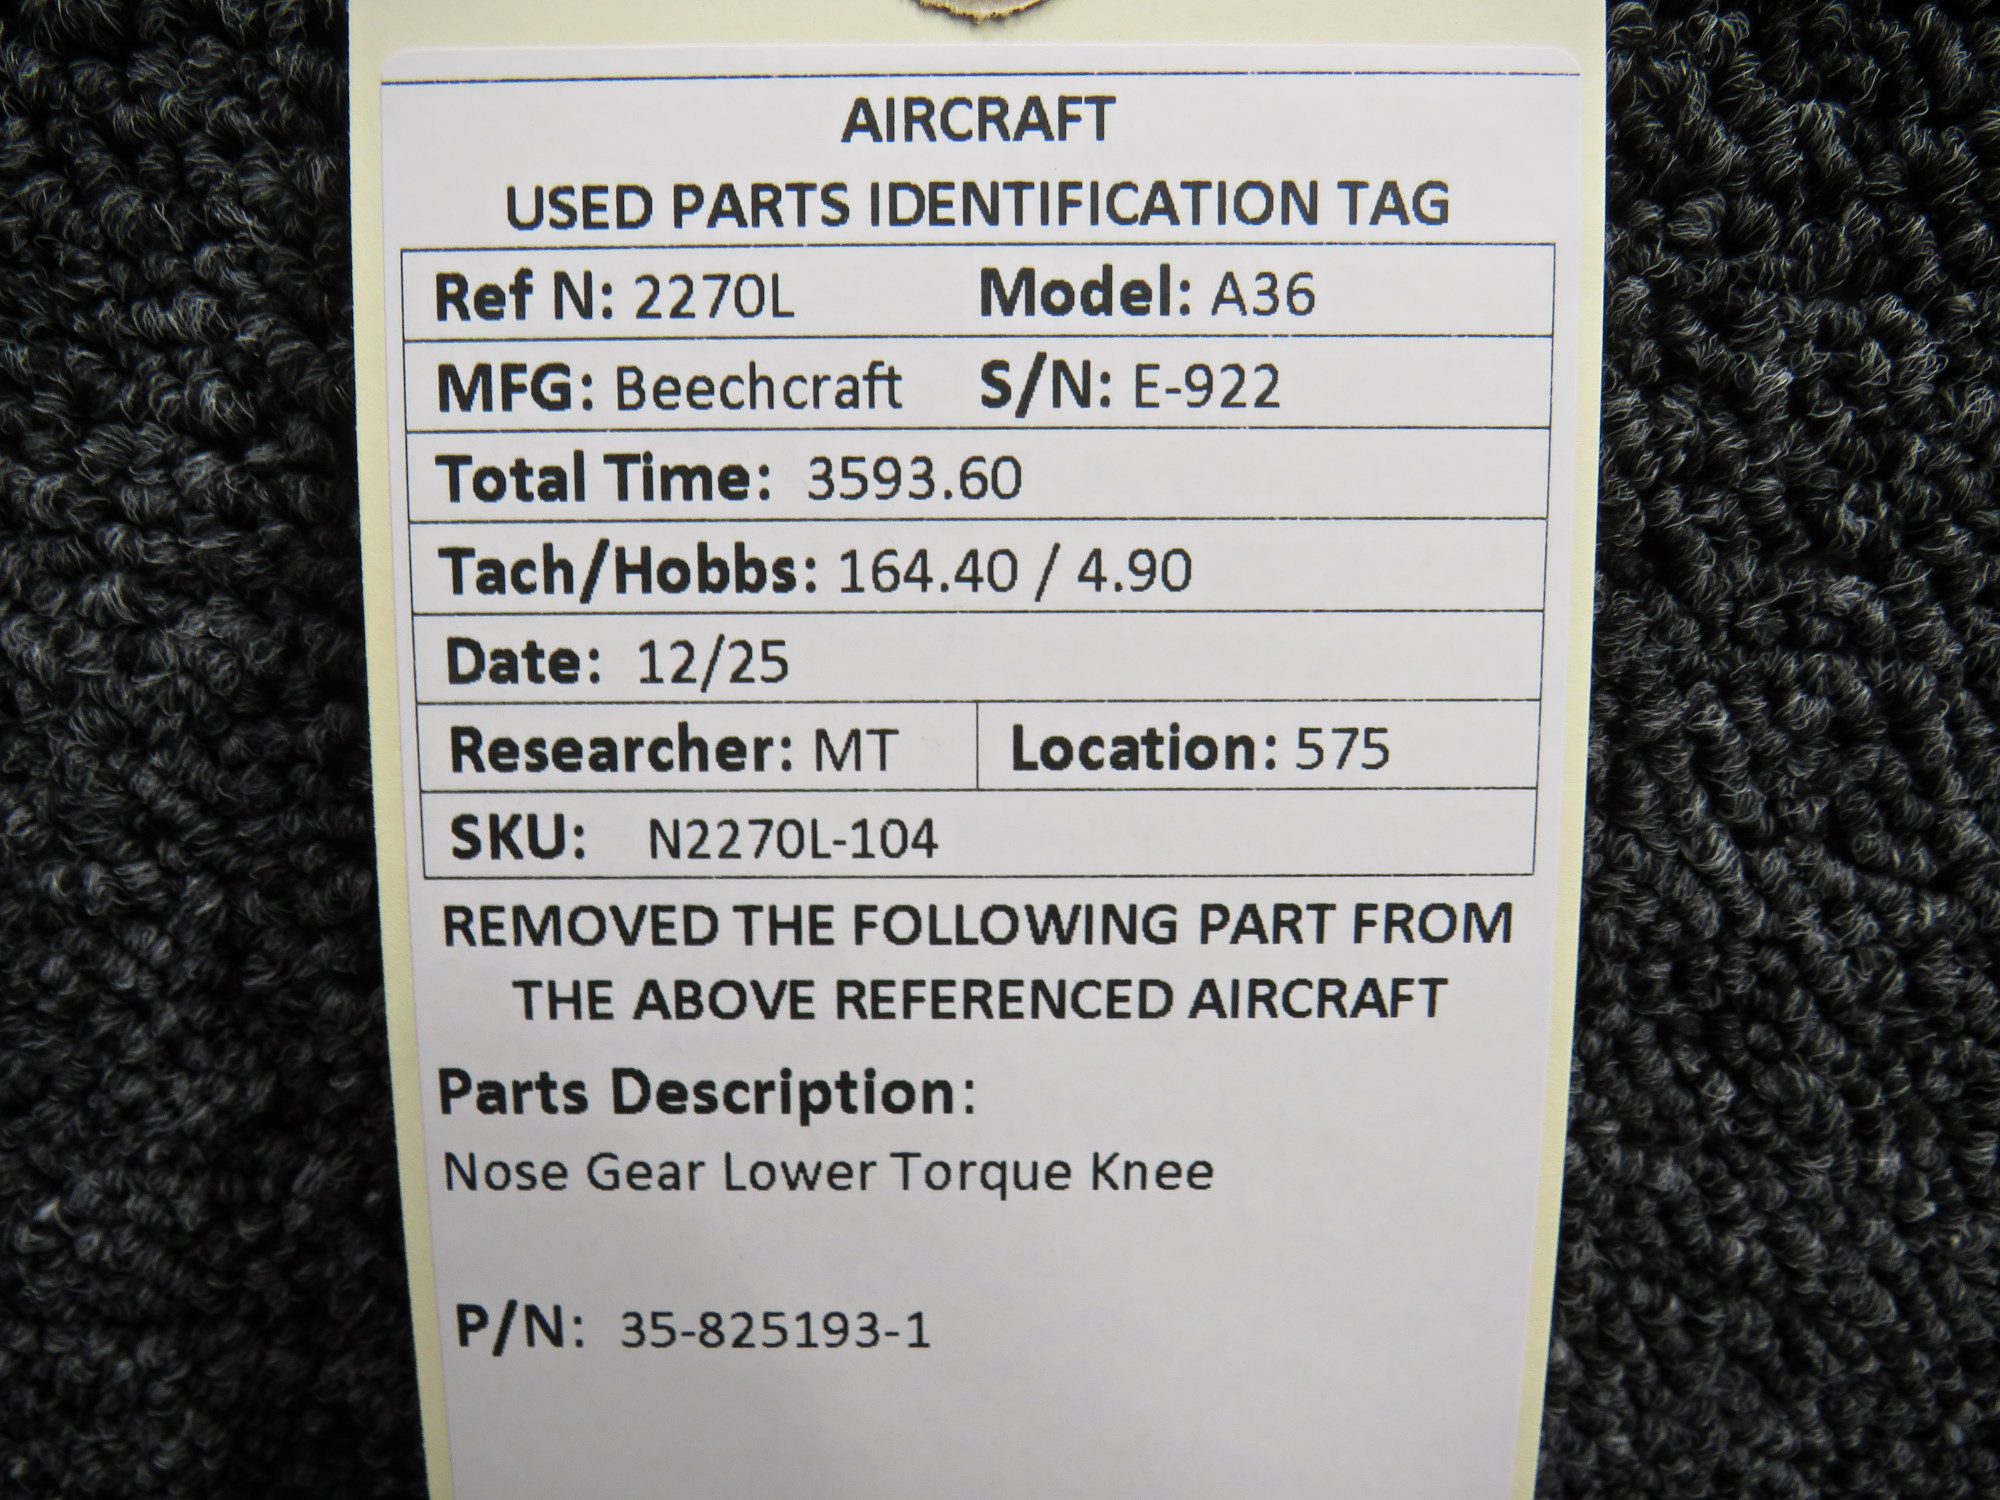 AIRCRAFT
USED PARTS IDENTIFICATION TAG
Ref N: 2270L Model: A36
MFG: Beechcraft S/N: E-922
Total Time: 3593.60
Tach/Hobbs: 164.40 / 4.90
Date: 12/25
Researcher: MT Location: 575
SKU: N2270L-104
REMOVED THE FOLLOWING PART FROM
THE ABOVE REFERENCED AIRCRAFT
Parts Description:
Nose Gear Lower Torque Knee
P/N: 35-825193-1